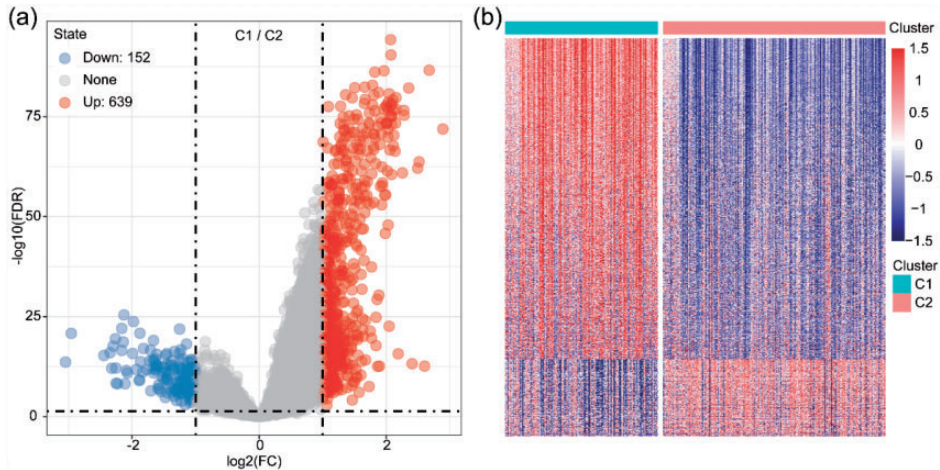 (a)
State
Down: 152
None
Up: 639
C1 / C2
75
50
25
0
-log10(FDR)
-2
0
2
log2(FC)
(b)
Cluster
1.5
1
0.5
0
−0.5
−1
−1.5
Cluster
C1
C2